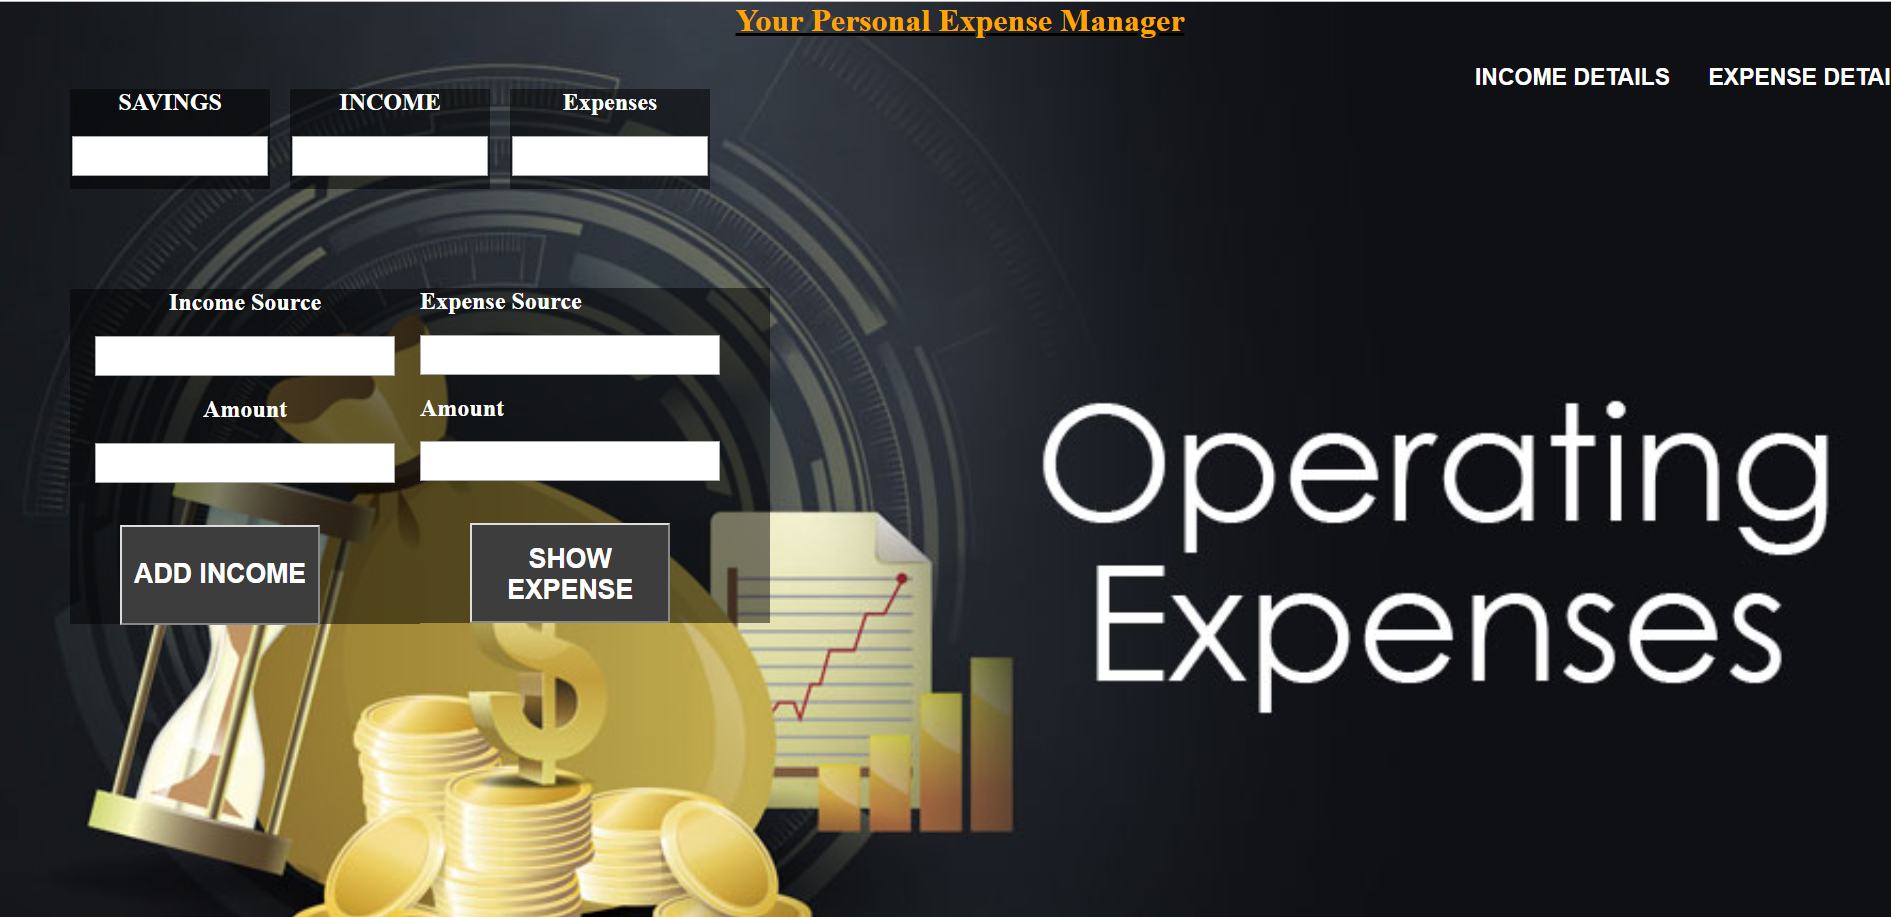 Your Personal Expense Manager
INCOME DETAILS EXPENSE DETAI
SAVINGS INCOME Expenses
Income Source Expense Source
Amount Amount
ADD INCOME
SHOW
EXPENSE
Operating
Expenses